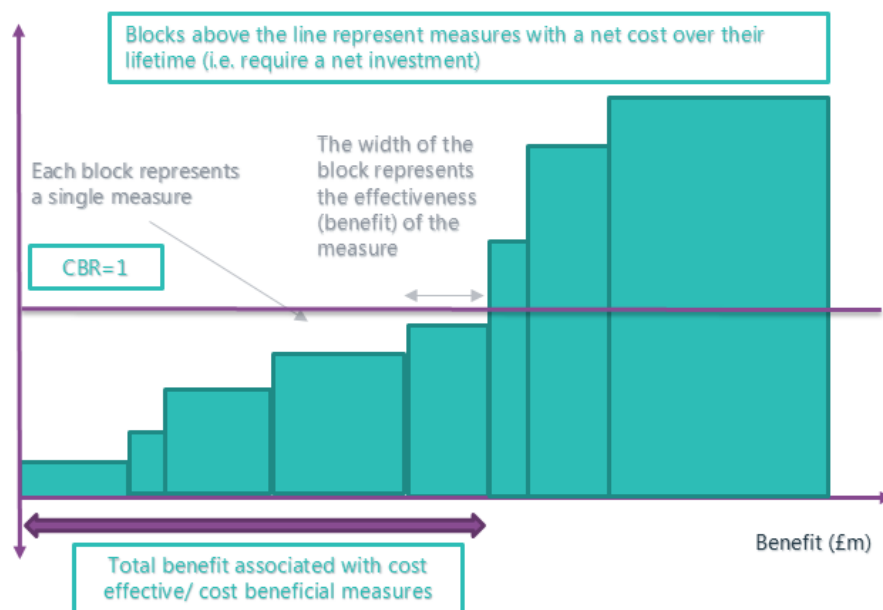 Blocks above the line represent measures with a net cost over their
lifetime (i.e. require a net investment)
The width of the
block represents
the effectiveness
(benefit) of the
measure
Each block represents
a single measure
CBR=1
Benefit (£m)
Total benefit associated with cost
effective/ cost beneficial measures